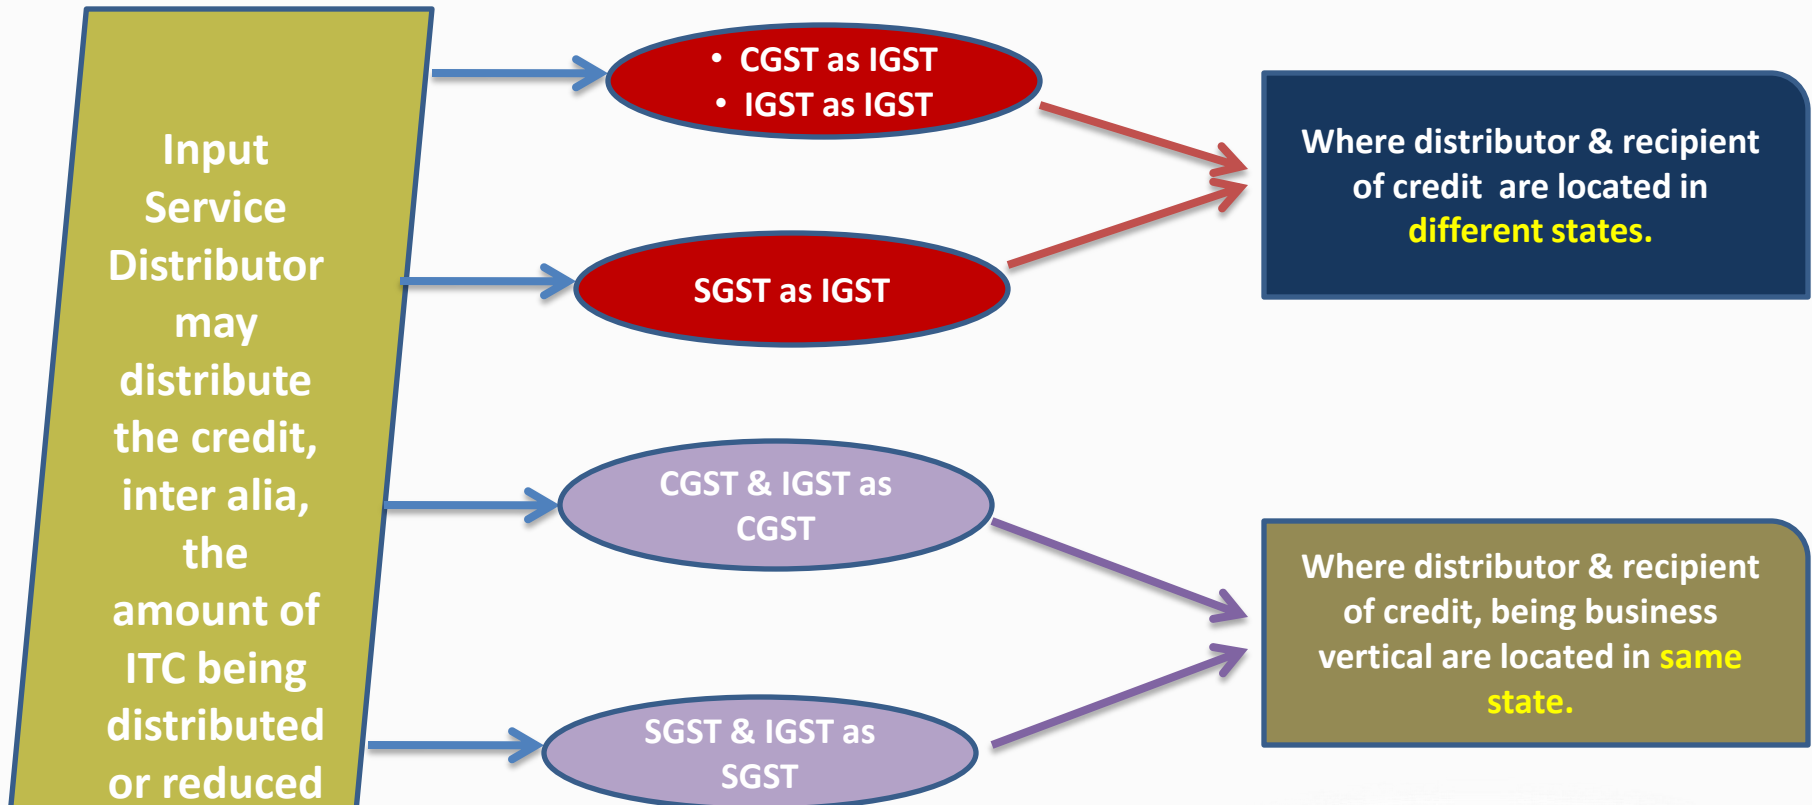 Input
Service
Distributor
may
distribute
the credit,
inter alia,
the
amount of
ITC being
distributed
or reduced
• CGST as IGST
• IGST as IGST
SGST as IGST
CGST & IGST as
CGST
SGST & IGST as
SGST
Where distributor & recipient
of credit are located in
different states.
Where distributor & recipient
of credit, being business
vertical are located in same
state.